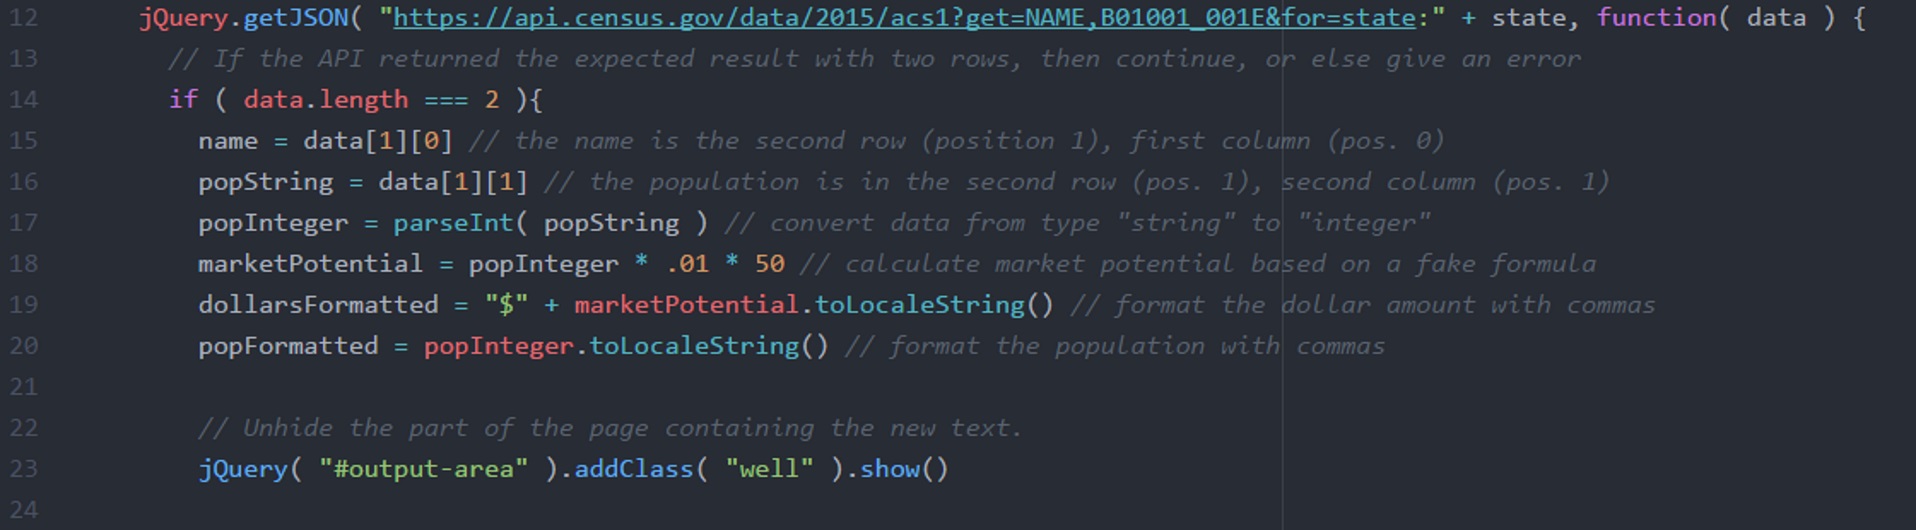 12 jQuery.getJSON( "https://api.census.gov/data/2015/acs1?get=NAME,B01001_001E&for=state:" + state, function( data ) {
13 // If the API returned the expected result with two rows, then continue, or else give an error
14 if ( data.length === 2 ){
15 name = data[1][0] // the name is the second row (position 1), first column (pos. 0)
16 popString = data[1][1] // the population is in the second row (pos. 1), second column (pos. 1)
17 popInteger = parseInt( popString ) // convert data from type "string" to "integer"
18 marketPotential = popInteger * .01 * 50 // calculate market potential based on a fake formula
19 dollarsFormatted = "$" + marketPotential.toLocaleString() // format the dollar amount with commas
20 popFormatted = popInteger.toLocaleString() // format the population with commas
21
22 // Unhide the part of the page containing the new text.
23 jQuery( "#output-area" ).addClass( "well" ).show()
24